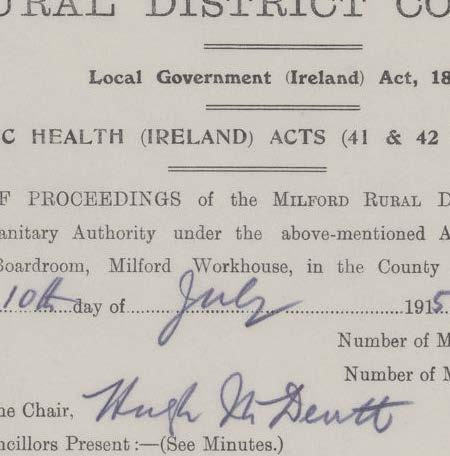 URAL DISTRICT CO
Local Government (Ireland) Act, 18
C HEALTH (IRELAND) ACTS (41 & 42
F PROCEEDINGS of the MILFORD RURAL D
anitary Authority under the above-mentioned A
Boardroom, Milford Workhouse, in the County
10th day of July 1915
Number of M
Number of M
he Chair, Hugh McDevitt
ncillors Present:—(See Minutes.)